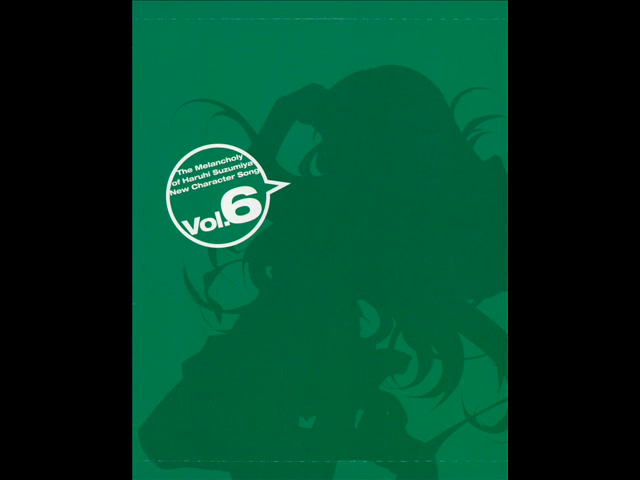 The Melancholy
of Haruhi Suzumiya
New Character Song
Vol.6